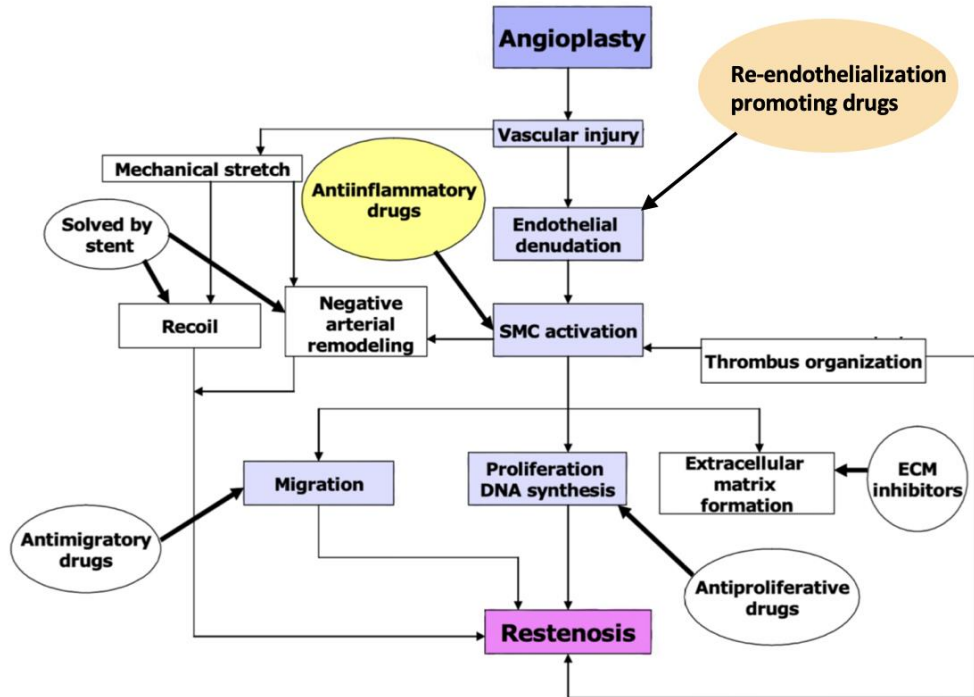 Angioplasty
Re-endothelialization
promoting drugs
Vascular injury
Mechanical stretch
Antiinflammatory
drugs
Solved by
stent
Endothelial
denudation
Recoil
Negative
arterial
remodeling
SMC activation
Thrombus organization
Migration
Proliferation
DNA synthesis
Extracellular
matrix
formation
ECM
inhibitors
Antimigratory
drugs
Antiproliferative
drugs
Restenosis